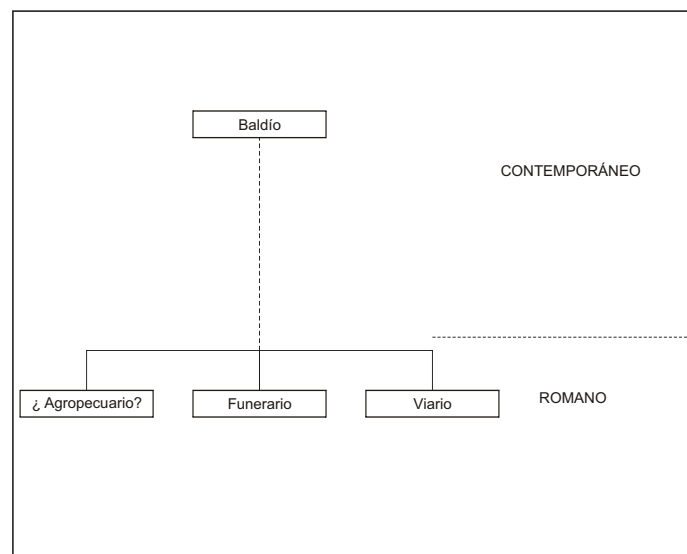 Baldío
CONTEMPORÁNEO
¿ Agropecuario?
Funerario
Viario
ROMANO